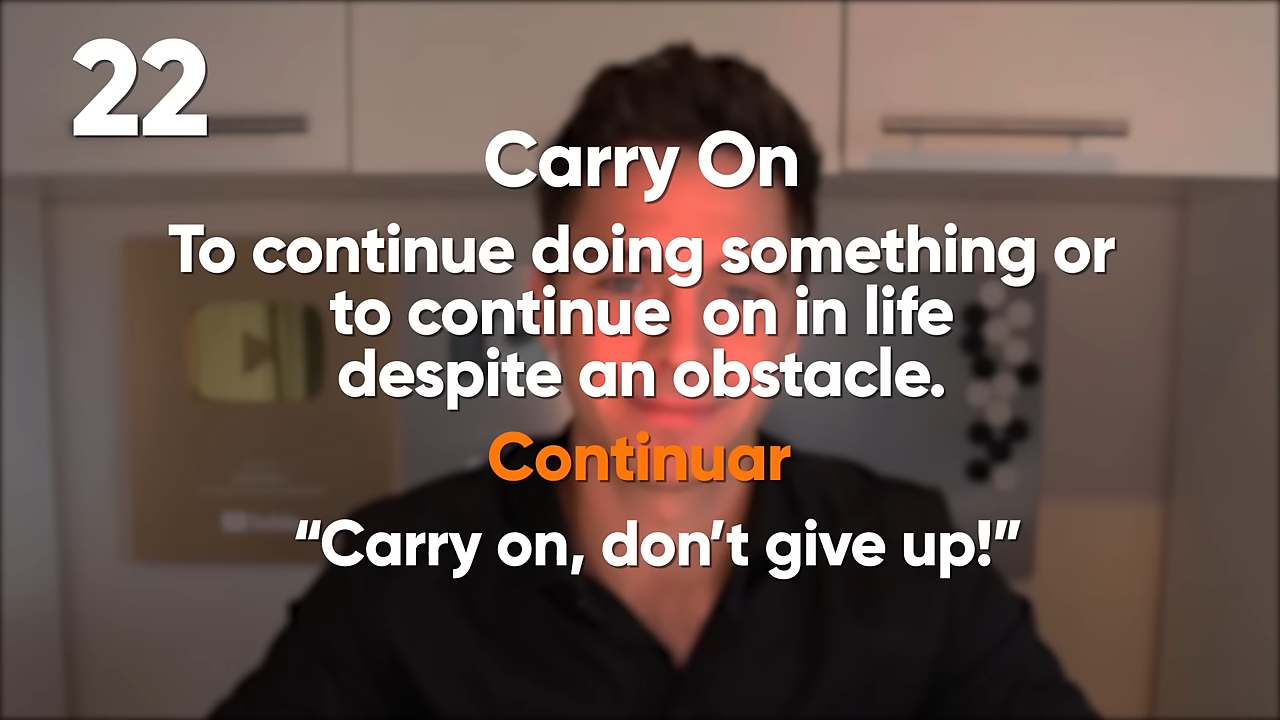 22
Carry On
To continue doing something or
to continue  on in life
despite an obstacle.
Continuar
“Carry on, don’t give up!”